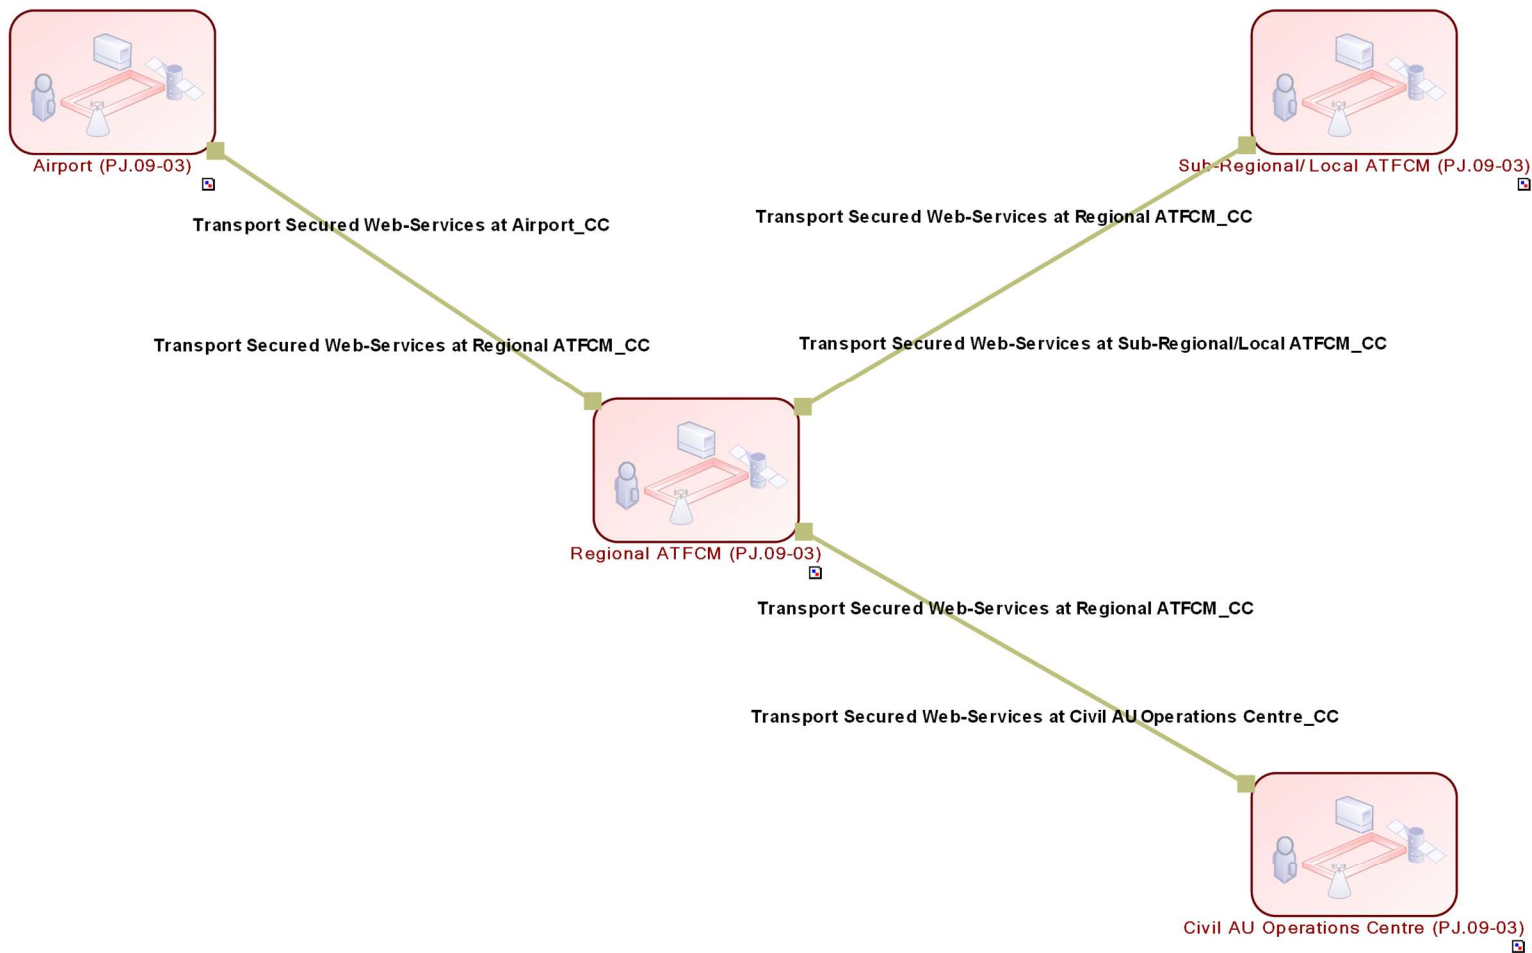 Airport (PJ.09-03)
Sub-Regional/Local ATFCM (PJ.09-03)
Transport Secured Web-Services at Airport_CC
Transport Secured Web-Services at Regional ATFCM_CC
Transport Secured Web-Services at Regional ATFCM_CC
Transport Secured Web-Services at Sub-Regional/Local ATFCM_CC
Regional ATFCM (PJ.09-03)
Transport Secured Web-Services at Regional ATFCM_CC
Transport Secured Web-Services at Civil AU Operations Centre_CC
Civil AU Operations Centre (PJ.09-03)